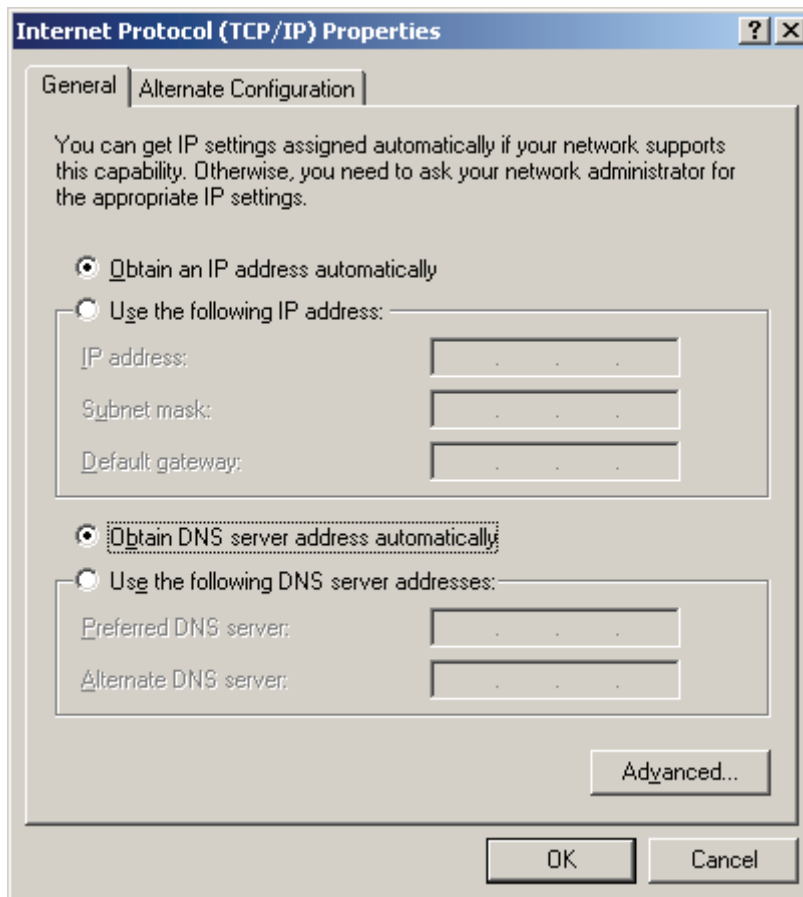 Internet Protocol (TCP/IP) Properties
General
Alternate Configuration
You can get IP settings assigned automatically if your network supports
this capability. Otherwise, you need to ask your network administrator for
the appropriate IP settings.
Obtain an IP address automatically
Use the following IP address:
IP address:
Subnet mask:
Default gateway:
Obtain DNS server address automatically
Use the following DNS server addresses:
Preferred DNS server:
Alternate DNS server:
Advanced...
OK
Cancel